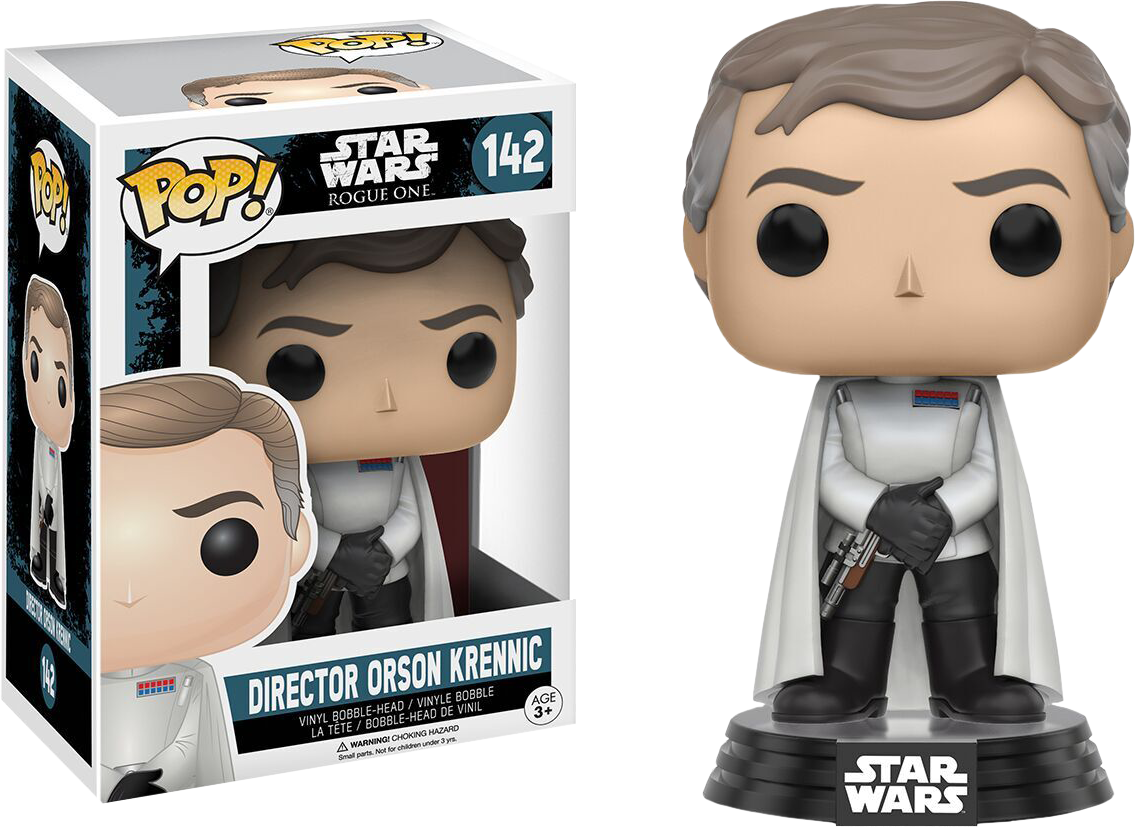 POP!
POP!
STAR
WARS
ROGUE ONE™
142
POP!®
DIRECTOR ORSON KRENNIC
142
DIRECTOR ORSON KRENNIC
VINYL BOBBLE-HEAD / VINYLE BOBBLE
LA TÊTE / BOBBLE-HEAD DE VINIL
AGE
3+
⚠ WARNING! CHOKING HAZARD
Small parts. Not for children under 3 yrs.
STAR
WARS